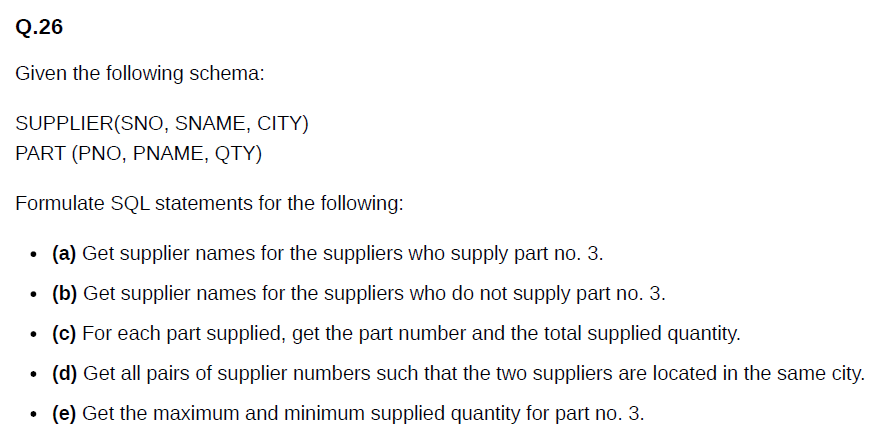 Q.26
Given the following schema:
SUPPLIER(SNO, SNAME, CITY)
PART (PNO, PNAME, QTY)
Formulate SQL statements for the following:
• (a) Get supplier names for the suppliers who supply part no. 3.
• (b) Get supplier names for the suppliers who do not supply part no. 3.
• (c) For each part supplied, get the part number and the total supplied quantity.
• (d) Get all pairs of supplier numbers such that the two suppliers are located in the same city.
• (e) Get the maximum and minimum supplied quantity for part no. 3.